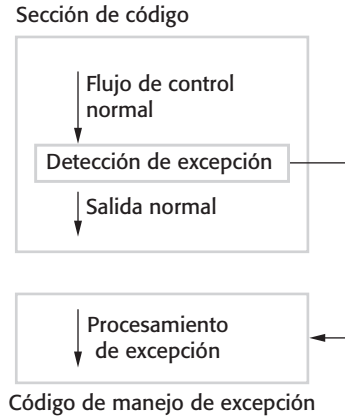 Sección de código
Flujo de control
normal
Detección de excepción
Salida normal
Procesamiento
de excepción
Código de manejo de excepción